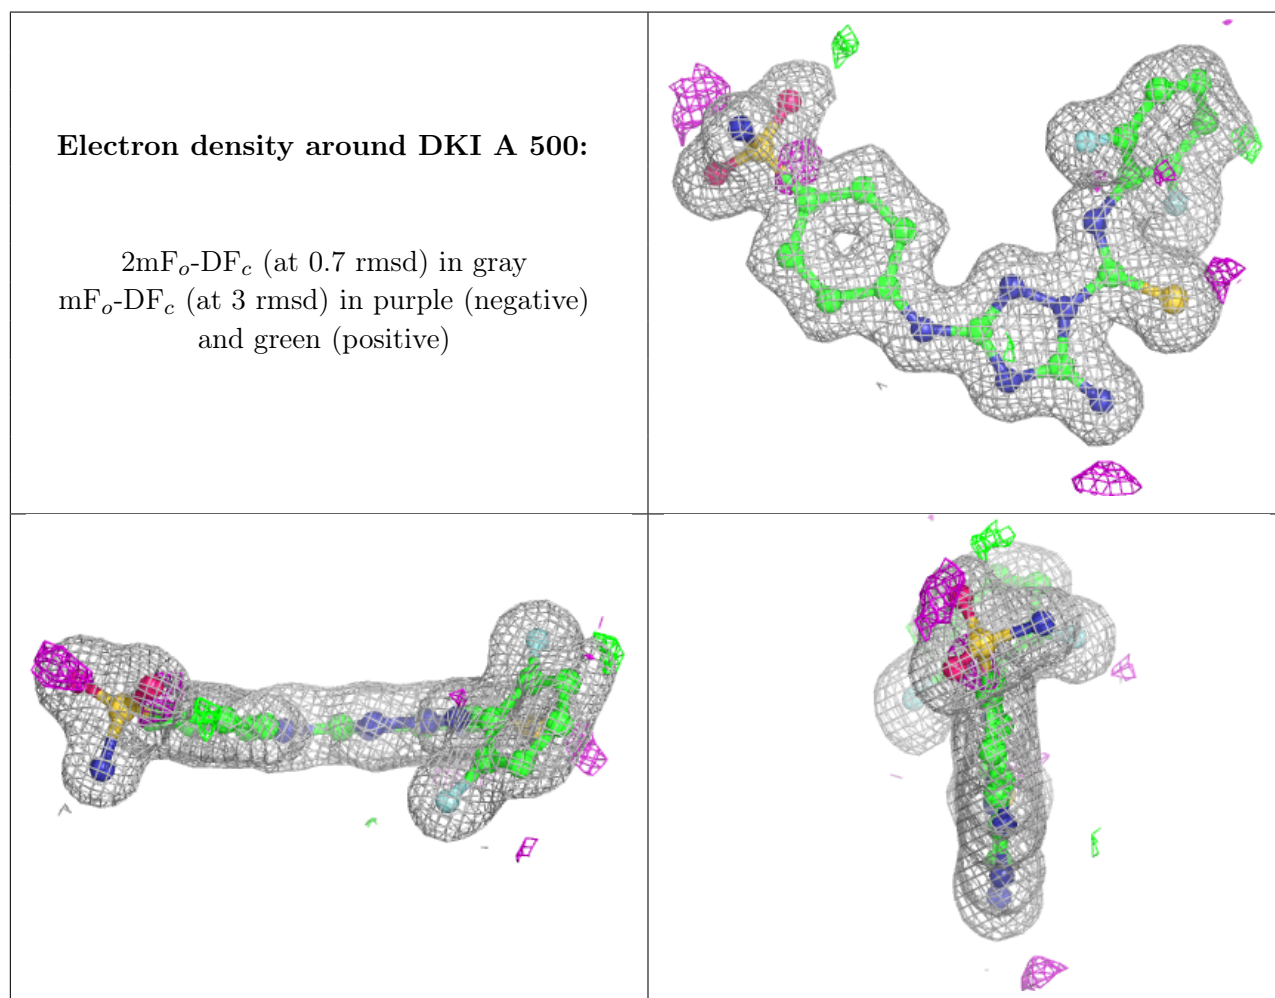 Electron density around DKI A 500:
2mFₒ-DF𝒸 (at 0.7 rmsd) in gray
mFₒ-DF𝒸 (at 3 rmsd) in purple (negative)
and green (positive)